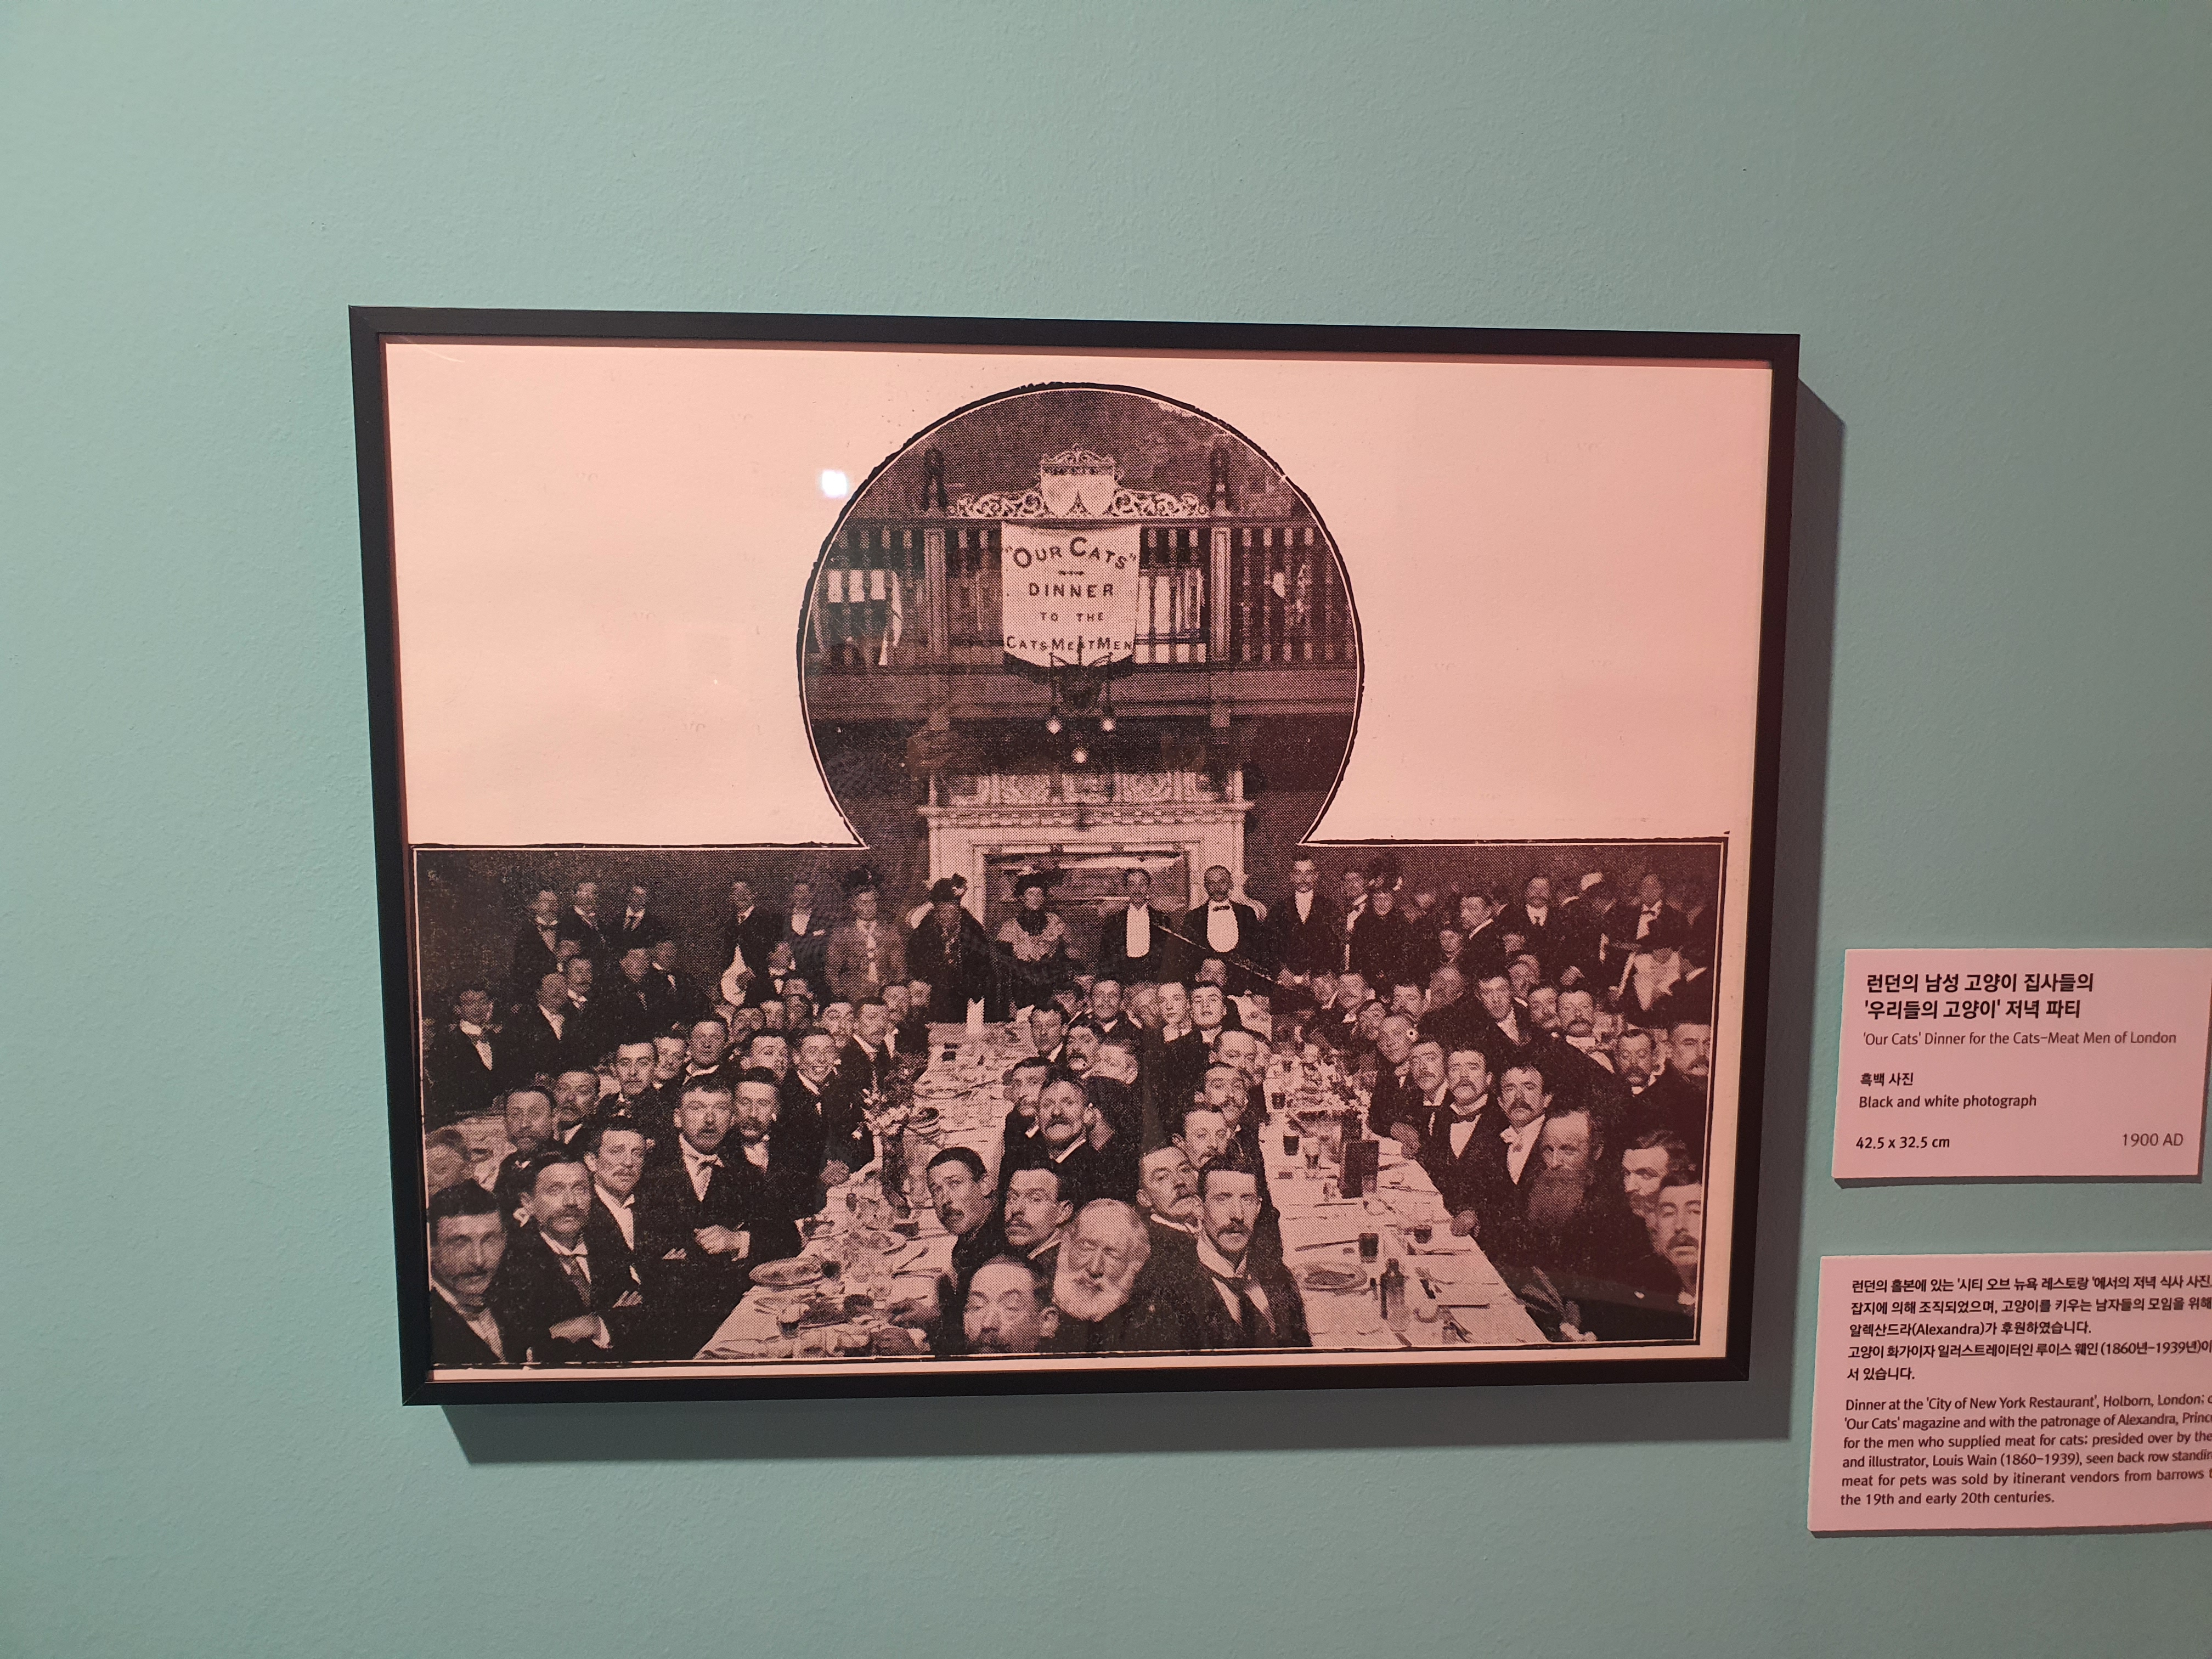 "OUR CATS"
DINNER
TO THE
CATS-MEATMEN
런던의 남성 고양이 집사들의
'우리들의 고양이' 저녁 파티
'Our Cats' Dinner for the Cats-Meat Men of London
흑백 사진
Black and white photograph
42.5 x 32.5 cm 1900 AD
런던의 홀본에 있는 '시티 오브 뉴욕 레스토랑 '에서의 저녁 식사 사진
잡지에 의해 조직되었으며, 고양이를 키우는 남자들의 모임을 위해
알렉산드라(Alexandra)가 후원하였습니다.
고양이 화가이자 일러스트레이터인 루이스 웨인(1860년-1939년)이
서 있습니다.
Dinner at the 'City of New York Restaurant', Holborn, London;
'Our Cats' magazine and with the patronage of Alexandra,
for the men who supplied meat for cats; presided over by the
and illustrator, Louis Wain (1860-1939), seen back row
meat for pets was sold by itinerant vendors from barrows
the 19th and early 20th centuries.